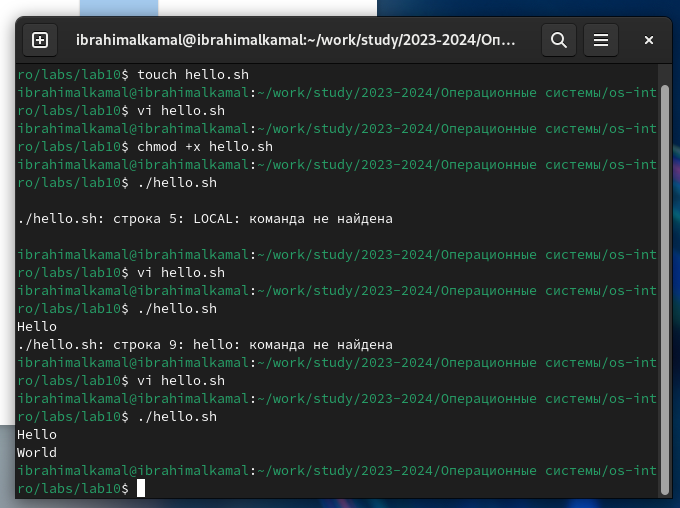 ibrahimalkamal@ibrahimalkamal:~/work/study/2023-2024/Оп...
ro/labs/lab10$ touch hello.sh
ibrahimalkamal@ibrahimalkamal:~/work/study/2023-2024/Операционные системы/os-int
ro/labs/lab10$ vi hello.sh
ibrahimalkamal@ibrahimalkamal:~/work/study/2023-2024/Операционные системы/os-int
ro/labs/lab10$ chmod +x hello.sh
ibrahimalkamal@ibrahimalkamal:~/work/study/2023-2024/Операционные системы/os-int
ro/labs/lab10$ ./hello.sh
./hello.sh: строка 5: LOCAL: команда не найдена
ibrahimalkamal@ibrahimalkamal:~/work/study/2023-2024/Операционные системы/os-int
ro/labs/lab10$ vi hello.sh
ibrahimalkamal@ibrahimalkamal:~/work/study/2023-2024/Операционные системы/os-int
ro/labs/lab10$ ./hello.sh
Hello
./hello.sh: строка 9: hello: команда не найдена
ibrahimalkamal@ibrahimalkamal:~/work/study/2023-2024/Операционные системы/os-int
ro/labs/lab10$ vi hello.sh
ibrahimalkamal@ibrahimalkamal:~/work/study/2023-2024/Операционные системы/os-int
ro/labs/lab10$ ./hello.sh
Hello
World
ibrahimalkamal@ibrahimalkamal:~/work/study/2023-2024/Операционные системы/os-int
ro/labs/lab10$